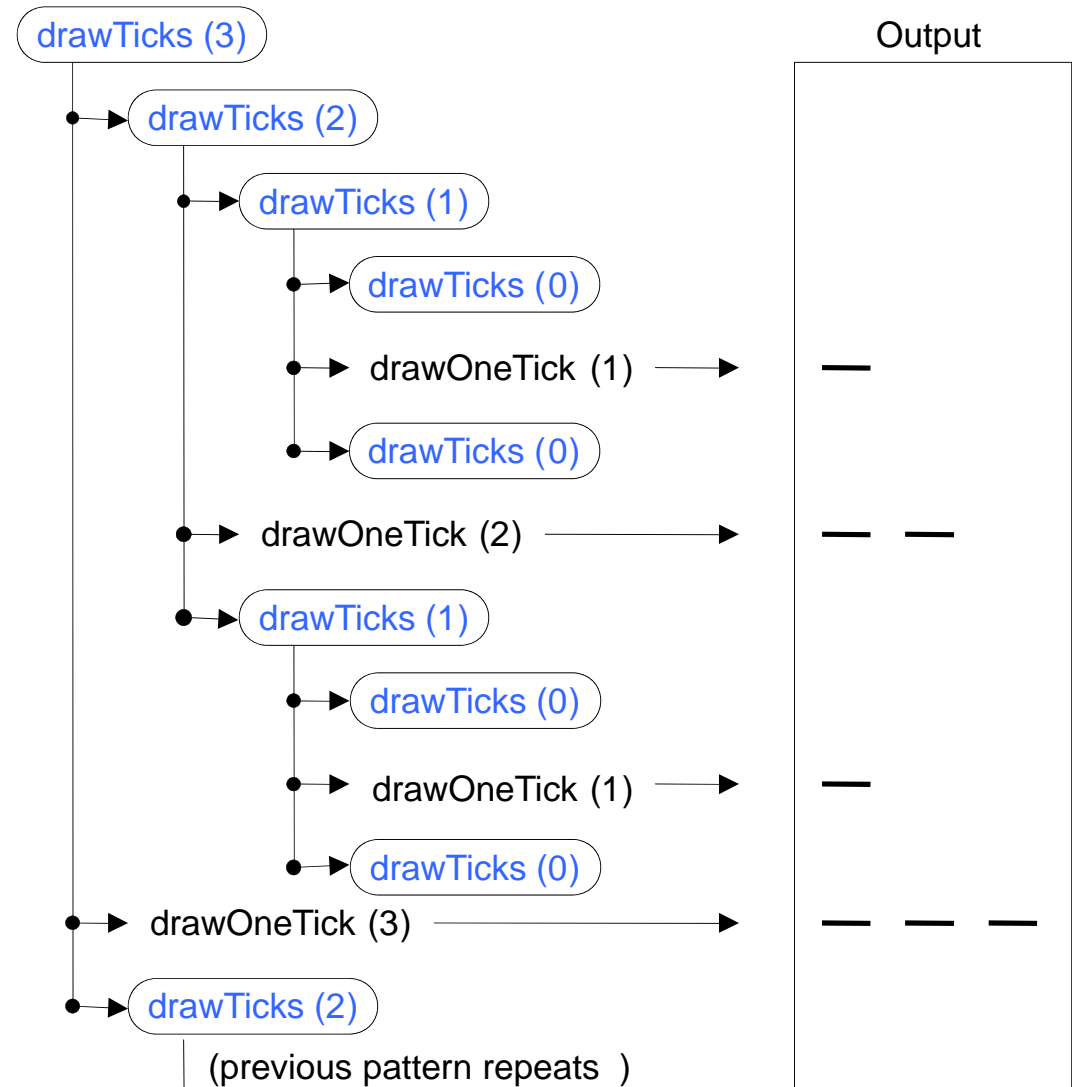 drawTicks (3)
Output
drawTicks (2)
drawTicks (1)
drawTicks (0)
drawOneTick (1)
drawTicks (0)
drawOneTick (2)
drawTicks (1)
drawTicks (0)
drawOneTick (1)
drawTicks (0)
drawOneTick (3)
drawTicks (2)
(previous pattern repeats )